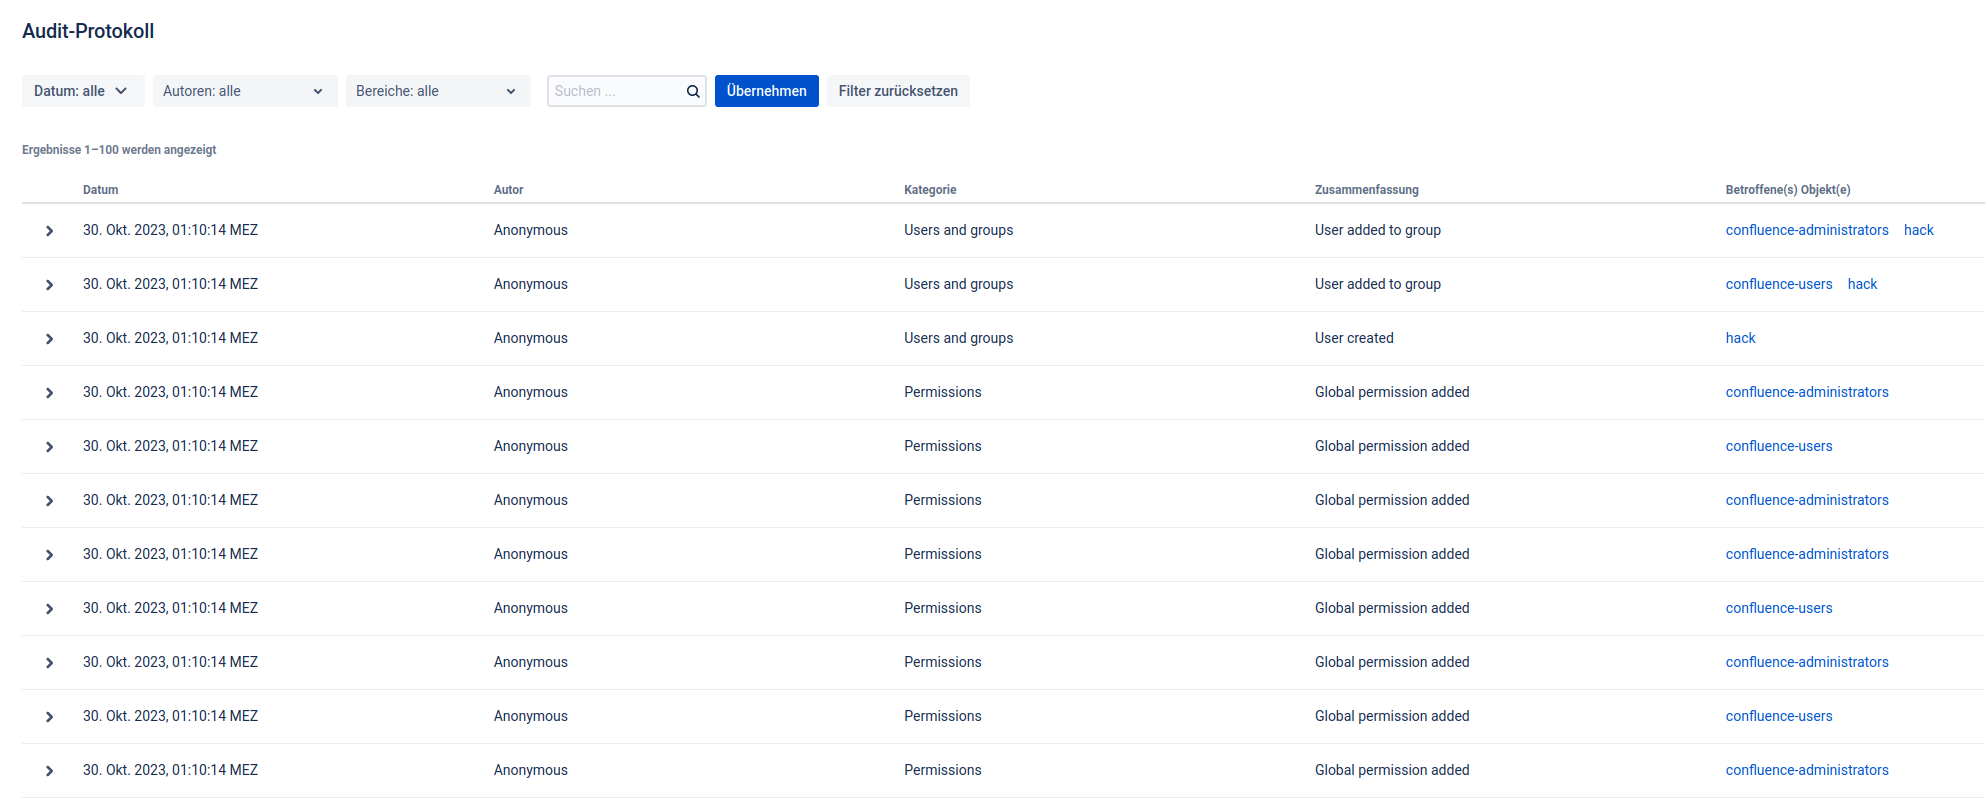 Audit-Protokoll
Datum: alle Autoren: alle Bereiche: alle Suchen ... Übernehmen Filter zurücksetzen
Ergebnisse 1–100 werden angezeigt
Datum Autor Kategorie Zusammenfassung Betroffene(s) Objekt(e)
30. Okt. 2023, 01:10:14 MEZ Anonymous Users and groups User added to group confluence-administrators hack
30. Okt. 2023, 01:10:14 MEZ Anonymous Users and groups User added to group confluence-users hack
30. Okt. 2023, 01:10:14 MEZ Anonymous Users and groups User created hack
30. Okt. 2023, 01:10:14 MEZ Anonymous Permissions Global permission added confluence-administrators
30. Okt. 2023, 01:10:14 MEZ Anonymous Permissions Global permission added confluence-users
30. Okt. 2023, 01:10:14 MEZ Anonymous Permissions Global permission added confluence-administrators
30. Okt. 2023, 01:10:14 MEZ Anonymous Permissions Global permission added confluence-administrators
30. Okt. 2023, 01:10:14 MEZ Anonymous Permissions Global permission added confluence-users
30. Okt. 2023, 01:10:14 MEZ Anonymous Permissions Global permission added confluence-administrators
30. Okt. 2023, 01:10:14 MEZ Anonymous Permissions Global permission added confluence-users
30. Okt. 2023, 01:10:14 MEZ Anonymous Permissions Global permission added confluence-administrators